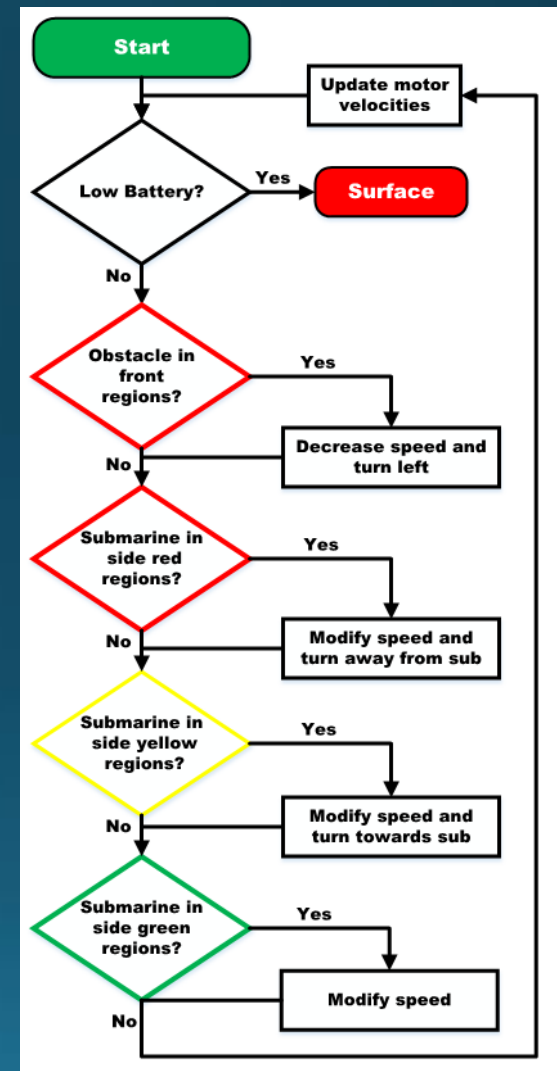 Start
Update motor
velocities
Low Battery?
Yes
Surface
No
Obstacle in
front
regions?
Yes
Decrease speed and
turn left
No
Submarine in
side red
regions?
Yes
Modify speed and
turn away from sub
No
Submarine in
side yellow
regions?
Yes
Modify speed and
turn towards sub
No
Submarine in
side green
regions?
Yes
Modify speed
No